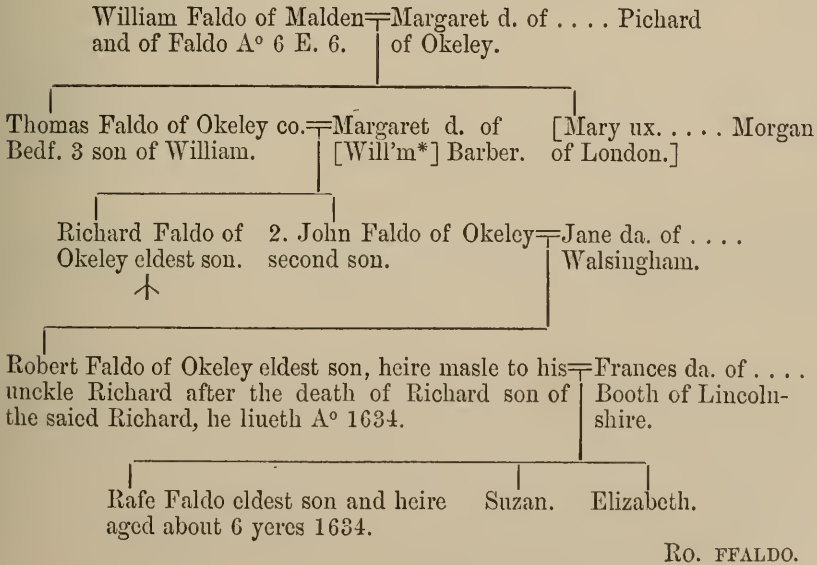 William Faldo of Malden=Margaret d. of . . . . Pichard
and of Faldo Aº 6 E. 6. of Okeley.
Thomas Faldo of Okeley co.=Margaret d. of [Mary ux. . . . . Morgan
Bedf. 3 son of William. [Will'm*] Barber. of London.]
Richard Faldo of 2. John Faldo of Okeley=Jane da. of . . . .
Okeley eldest son. second son. Walsingham.
Robert Faldo of Okeley eldest son, heire masle to his=Frances da. of . . . .
unckle Richard after the death of Richard son of Booth of Lincoln-
the saied Richard, he liueth Aº 1634. shire.
Rafe Faldo eldest son and heire Suzan. Elizabeth.
aged about 6 yeres 1634.
RO. FFALDO.